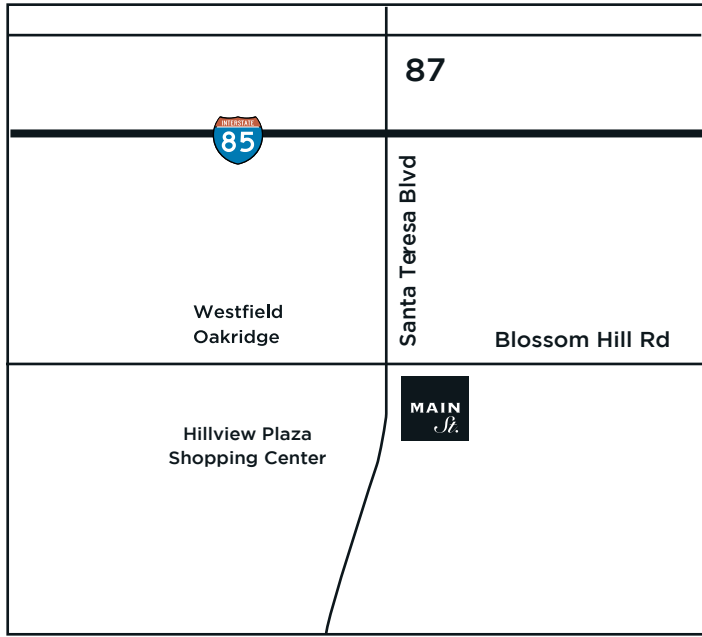 87
INTERSTATE
85
Santa Teresa Blvd
Westfield
Oakridge
Blossom Hill Rd
MAIN
St.
Hillview Plaza
Shopping Center